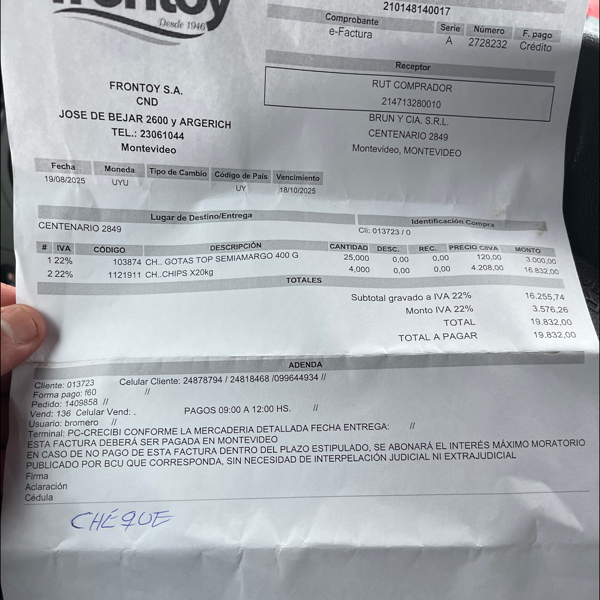 frontoy
Desde 1946
210148140017
Comprobante Serie Número F. pago
e-Factura A 2728232 Crédito
Receptor
RUT COMPRADOR
214713280010
BRUN Y CIA. S.R.L.
CENTENARIO 2849
Montevideo, MONTEVIDEO
FRONTOY S.A.
CND
JOSE DE BEJAR 2600 y ARGERICH
TEL.: 23061044
Montevideo
Fecha Moneda Tipo de Cambio Código de País Vencimiento
19/08/2025 UYU UY 18/10/2025
Lugar de Destino/Entrega Identificación Compra
CENTENARIO 2849 Cli: 013723 / 0
# IVA CÓDIGO DESCRIPCIÓN CANTIDAD DESC. REC. PRECIO C/IVA MONTO
1 22% 103874 CH.. GOTAS TOP SEMIAMARGO 400 G 25,000 0,00 0,00 120,00 3.000,00
2 22% 1121911 CH..CHIPS X20kg 4,000 0,00 0,00 4.208,00 16.832,00
TOTALES
Subtotal gravado a IVA 22% 16.255,74
Monto IVA 22% 3.576,26
TOTAL 19.832,00
TOTAL A PAGAR 19.832,00
ADENDA
Cliente: 013723 Celular Cliente: 24878794 / 24818468 /099644934 //
Forma pago: f60 //
Pedido: 1409858 //
Vend: 136 Celular Vend: . PAGOS 09:00 A 12:00 HS. //
Usuario: bromero //
Terminal: PC-CRECIBI CONFORME LA MERCADERIA DETALLADA FECHA ENTREGA: //
ESTA FACTURA DEBERÁ SER PAGADA EN MONTEVIDEO
EN CASO DE NO PAGO DE ESTA FACTURA DENTRO DEL PLAZO ESTIPULADO, SE ABONARÁ EL INTERÉS MÁXIMO MORATORIO
PUBLICADO POR BCU QUE CORRESPONDA, SIN NECESIDAD DE INTERPELACIÓN JUDICIAL NI EXTRAJUDICIAL
Firma
Aclaración
Cédula
CHÉQUE